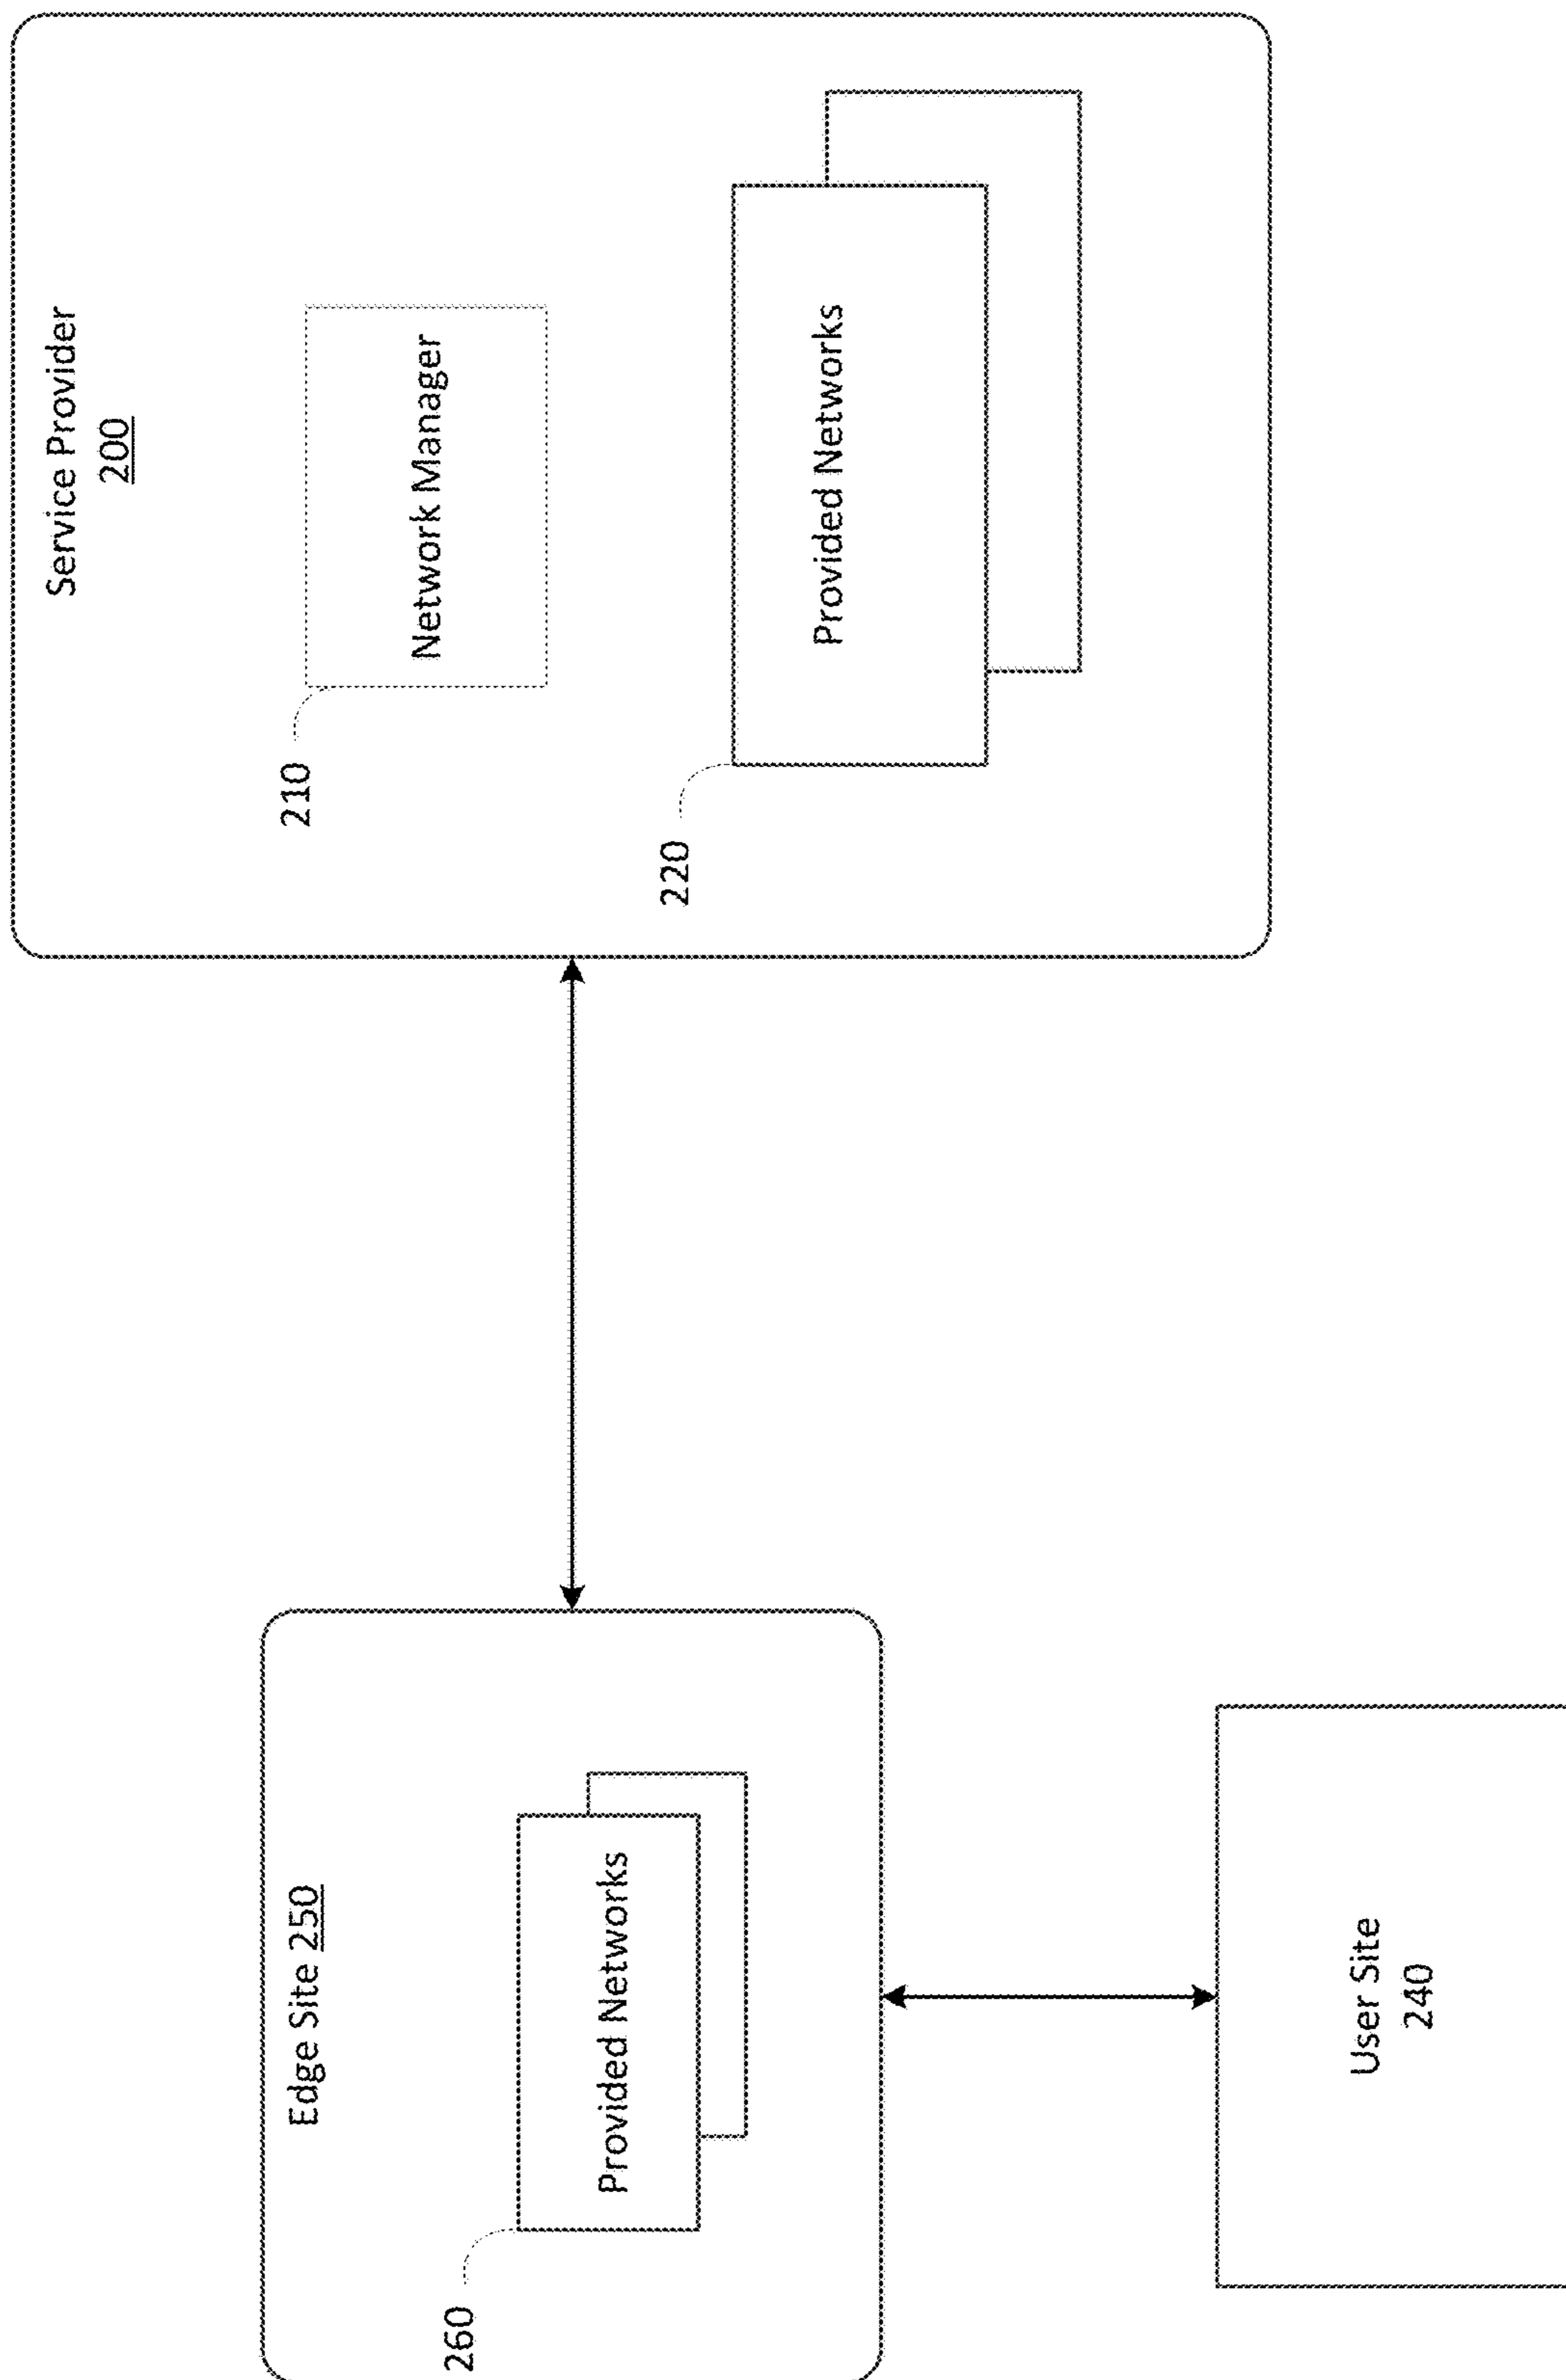 Edge Site 250
260
Provided Networks
User Site
240
Service Provider
200
210
Network Manager
220
Provided Networks